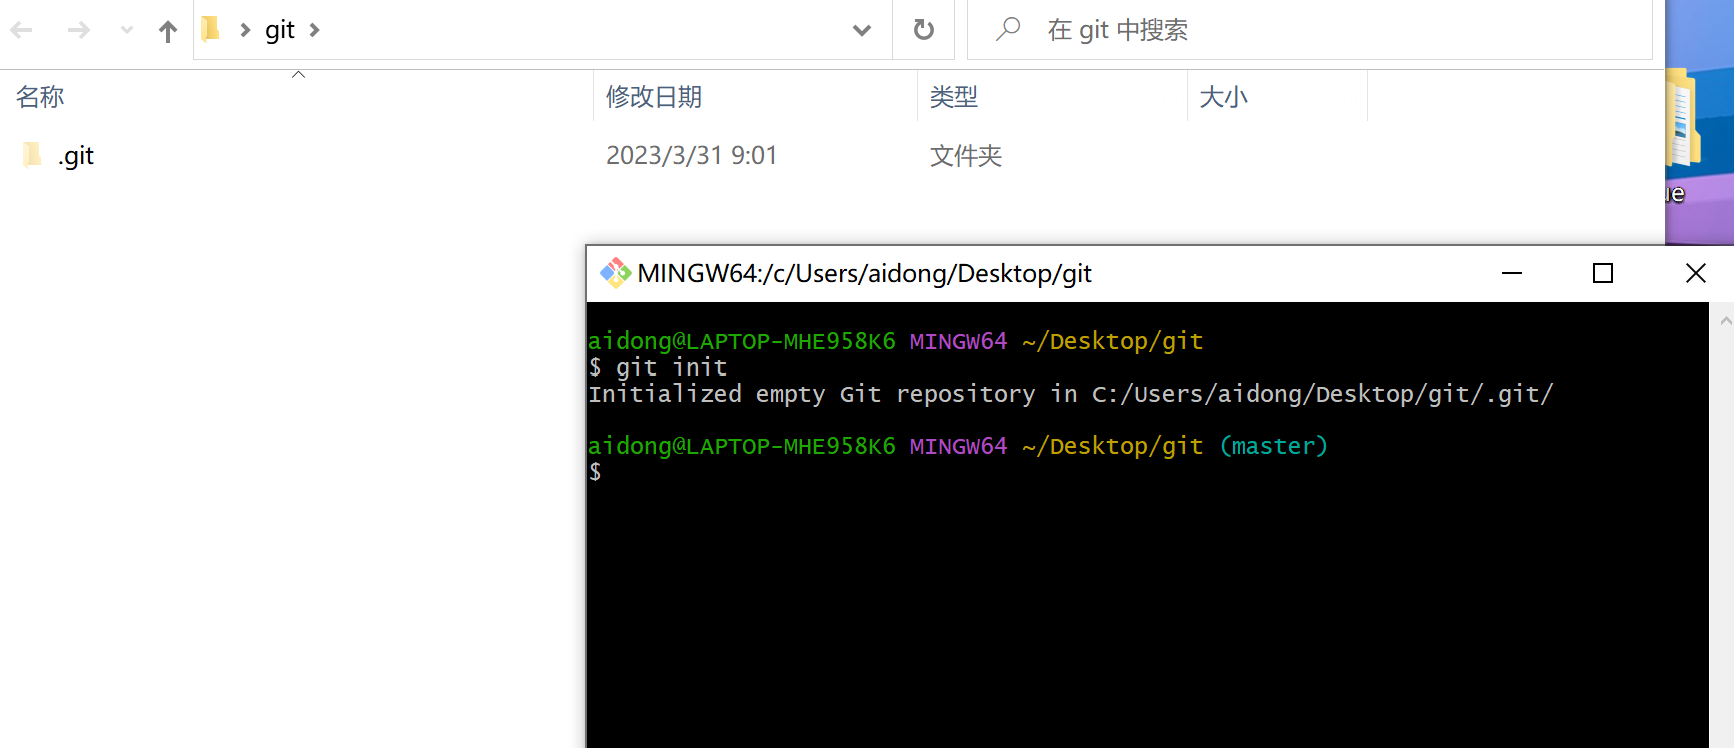 git
在 git 中搜索
名称 修改日期 类型 大小
.git 2023/3/31 9:01 文件夹
ue
MINGW64:/c/Users/aidong/Desktop/git
aidong@LAPTOP-MHE958K6 MINGW64 ~/Desktop/git
$ git init
Initialized empty Git repository in C:/Users/aidong/Desktop/git/.git/
aidong@LAPTOP-MHE958K6 MINGW64 ~/Desktop/git (master)
$